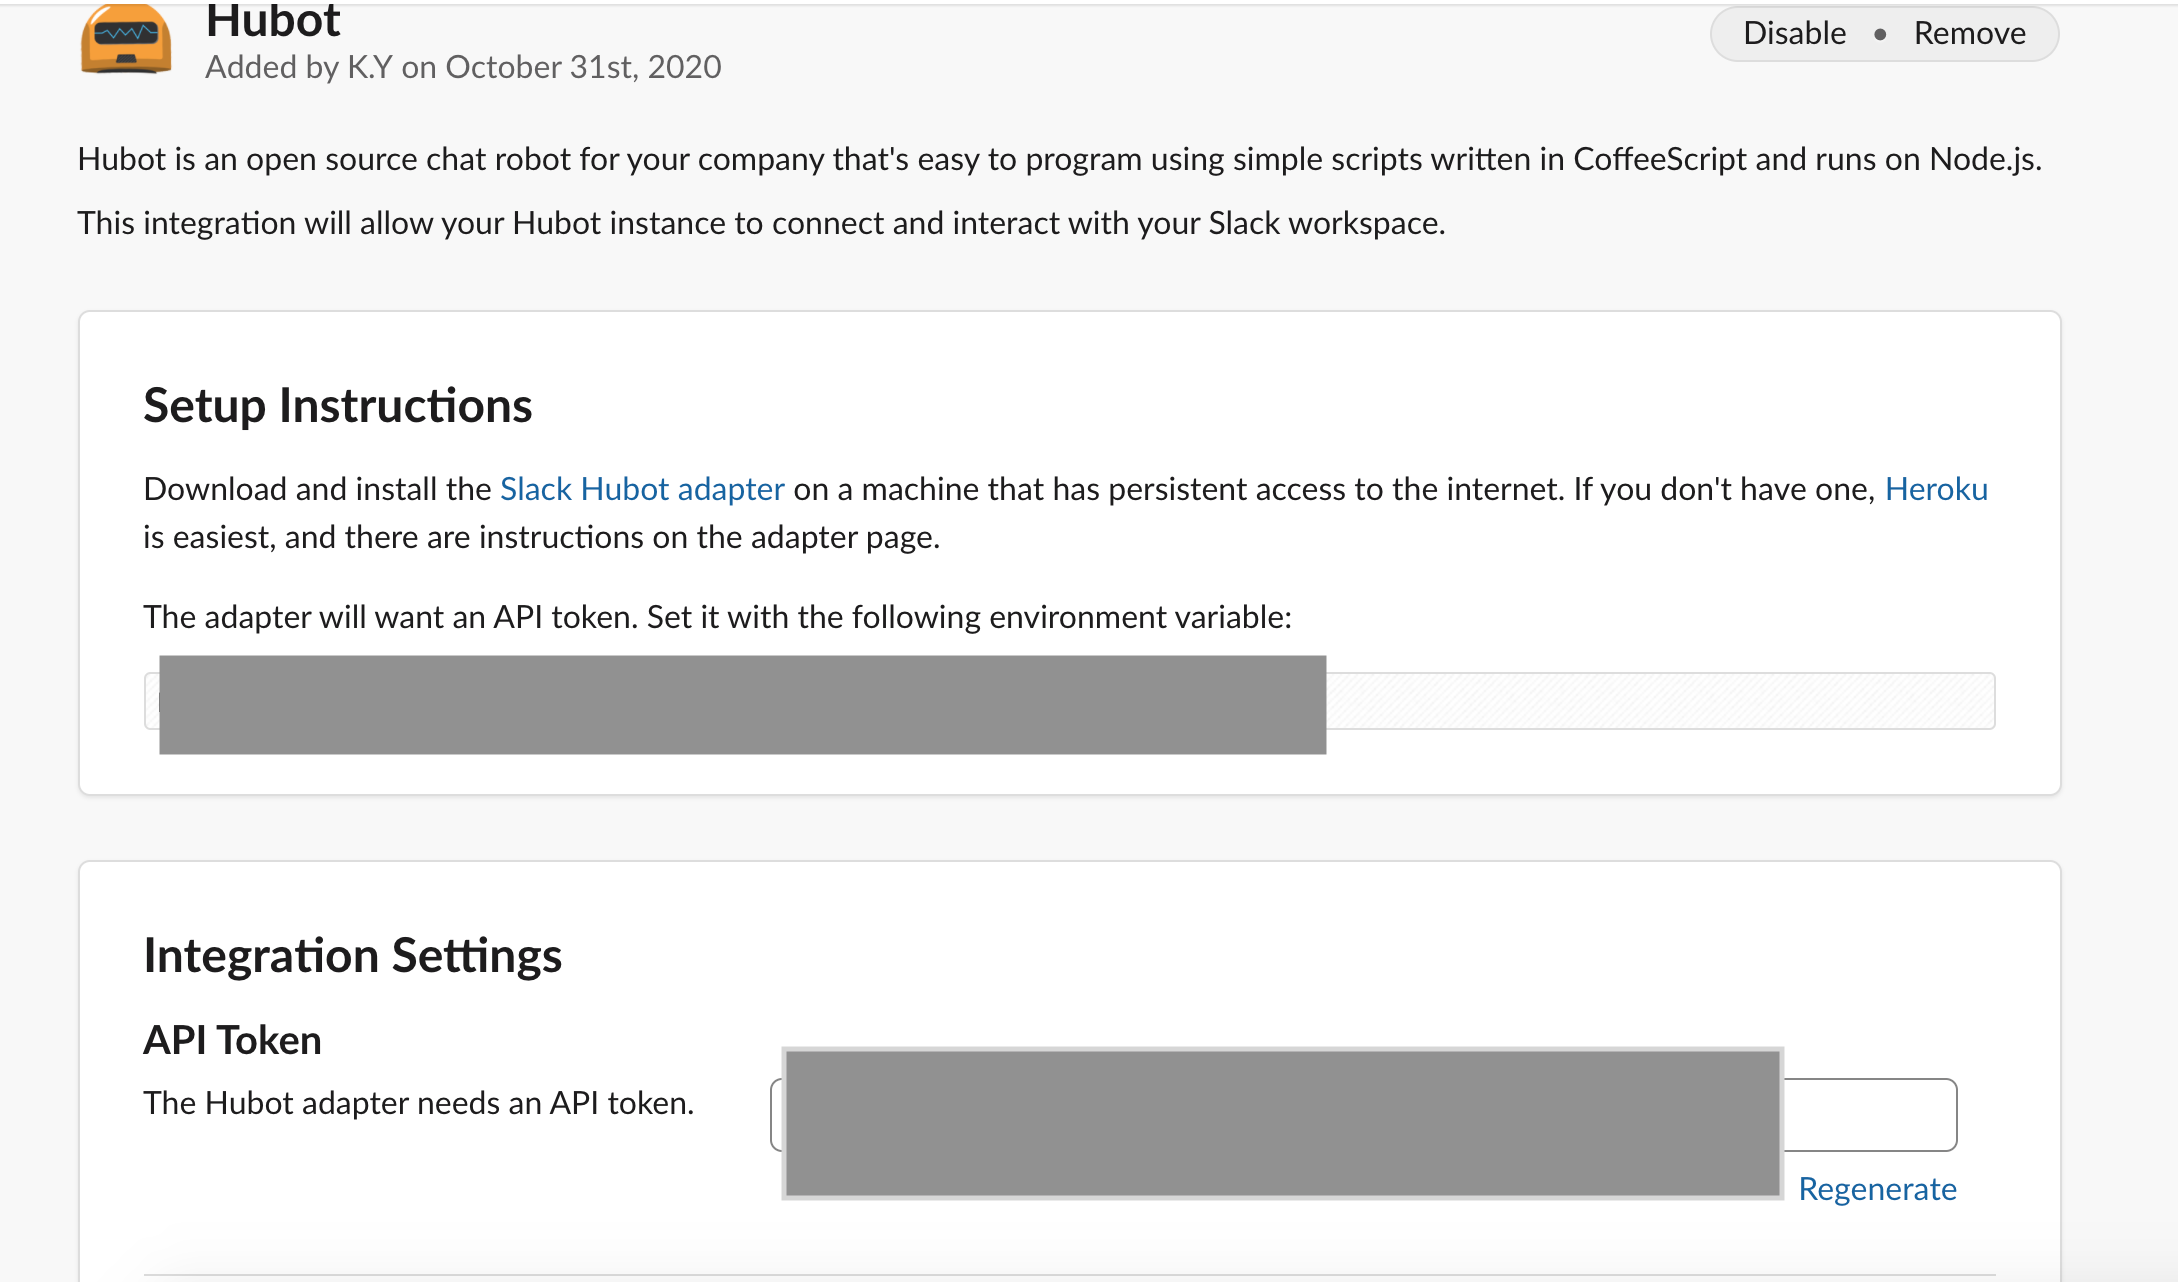 Hubot
Disable • Remove
Added by K.Y on October 31st, 2020
Hubot is an open source chat robot for your company that's easy to program using simple scripts written in CoffeeScript and runs on Node.js.
This integration will allow your Hubot instance to connect and interact with your Slack workspace.
Setup Instructions
Download and install the Slack Hubot adapter on a machine that has persistent access to the internet. If you don't have one, Heroku
is easiest, and there are instructions on the adapter page.
The adapter will want an API token. Set it with the following environment variable:
Integration Settings
API Token
The Hubot adapter needs an API token.
Regenerate